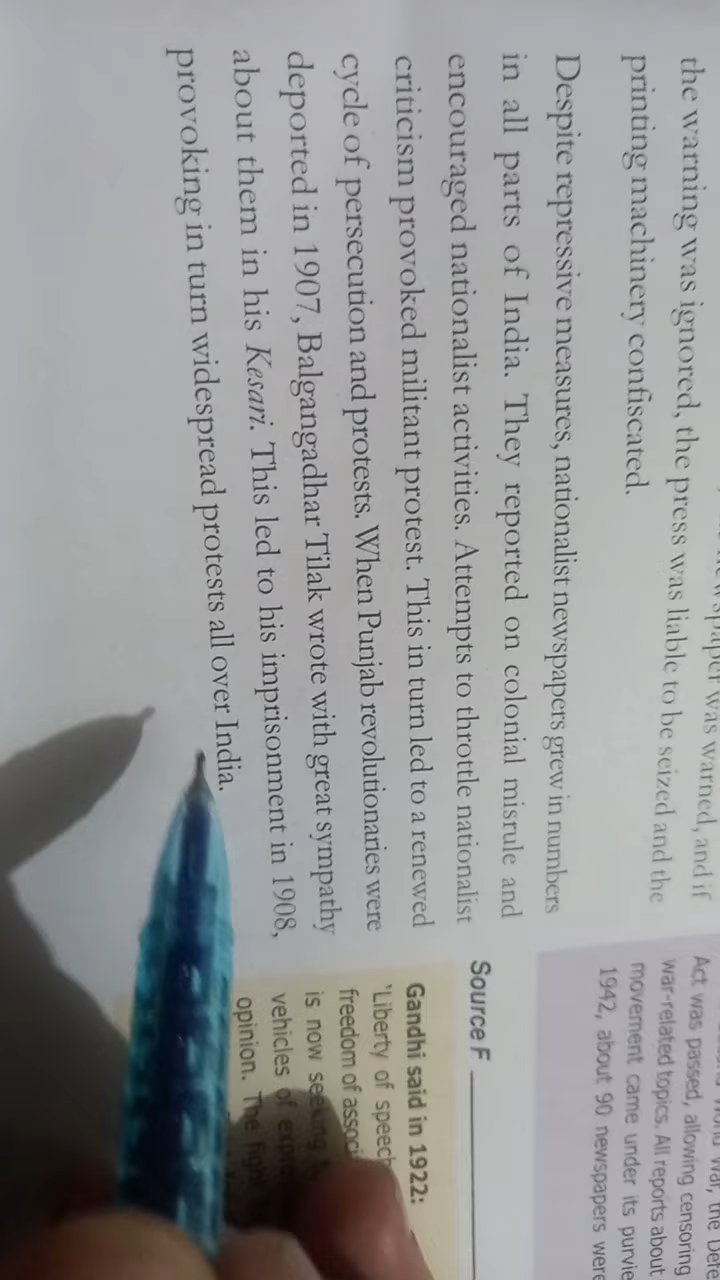 was warned, and if
the warning was ignored, the press was liable to be seized and the
printing machinery confiscated.
Despite repressive measures, nationalist newspapers grew in numbers
in all parts of India. They reported on colonial misrule and
encouraged nationalist activities. Attempts to throttle nationalist
criticism provoked militant protest. This in turn led to a renewed
cycle of persecution and protests. When Punjab revolutionaries were
deported in 1907, Balgangadhar Tilak wrote with great sympathy
about them in his Kesari. This led to his imprisonment in 1908,
provoking in turn widespread protests all over India.
Act was passed, allowing censoring
war-related topics. All reports about
movement came under its
1942, about 90 newspapers
Source F
Gandhi said in 1922:
'Liberty of speech
freedom of
is now seeking
vehicles of
opinion. The